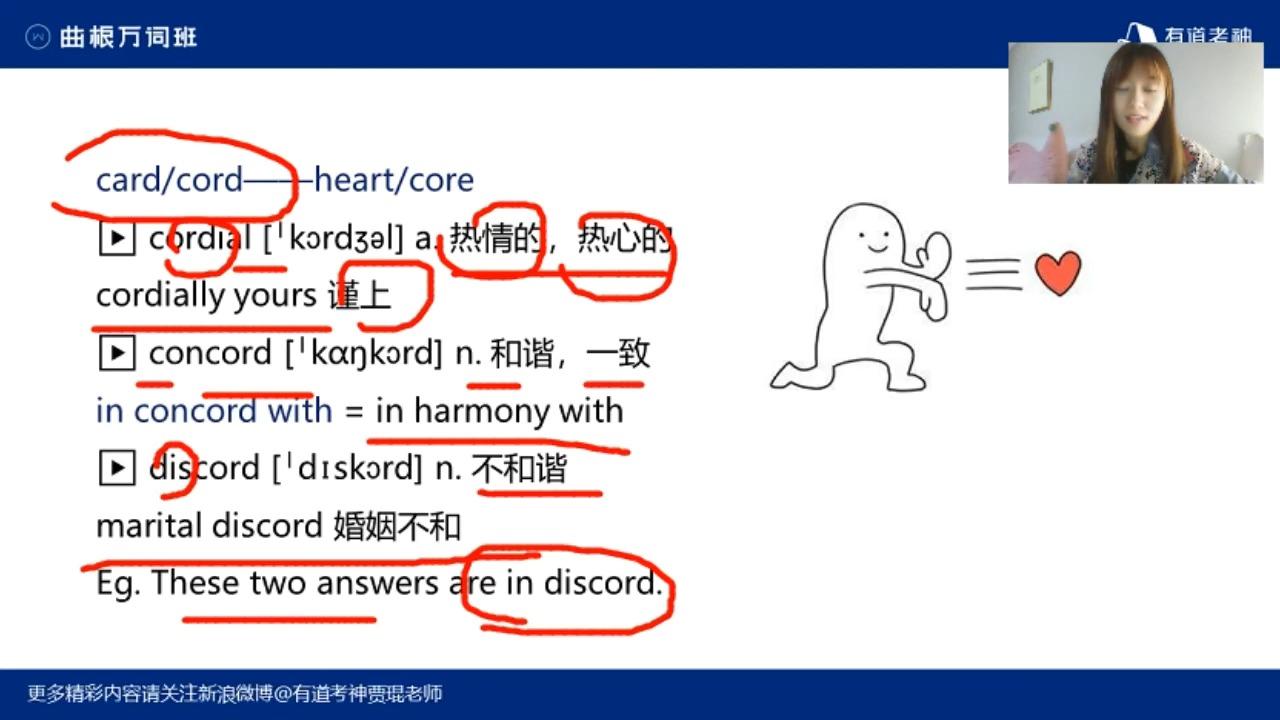 曲根万词班
有道考神
card/cord——heart/core
cordial [ˈkɔrdʒəl] a. 热情的，热心的
cordially yours 谨上
concord [ˈkɑŋkɔrd] n. 和谐，一致
in concord with = in harmony with
discord [ˈdɪskɔrd] n. 不和谐
marital discord 婚姻不和
Eg. These two answers are in discord.
更多精彩内容请关注新浪微博@有道考神贾琨老师